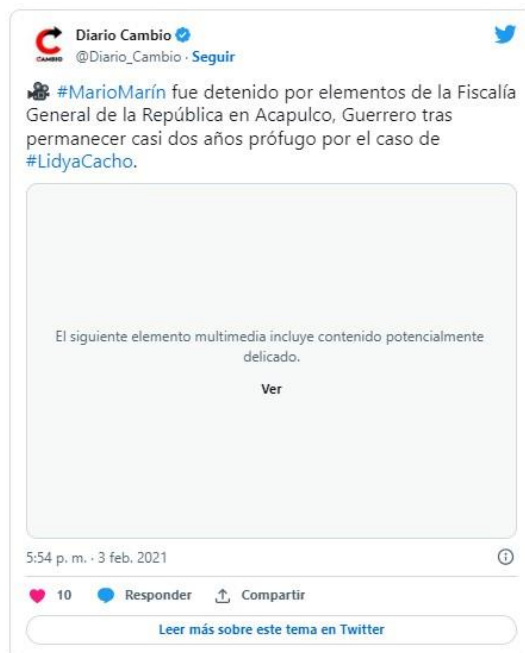 Diario Cambio
CAMBIO
@Diario_Cambio · Seguir
#MarioMarín fue detenido por elementos de la Fiscalía
General de la República en Acapulco, Guerrero tras
permanecer casi dos años prófugo por el caso de
#LidyaCacho.
El siguiente elemento multimedia incluye contenido potencialmente
delicado.
Ver
5:54 p. m. · 3 feb. 2021
10 Responder Compartir
Leer más sobre este tema en Twitter